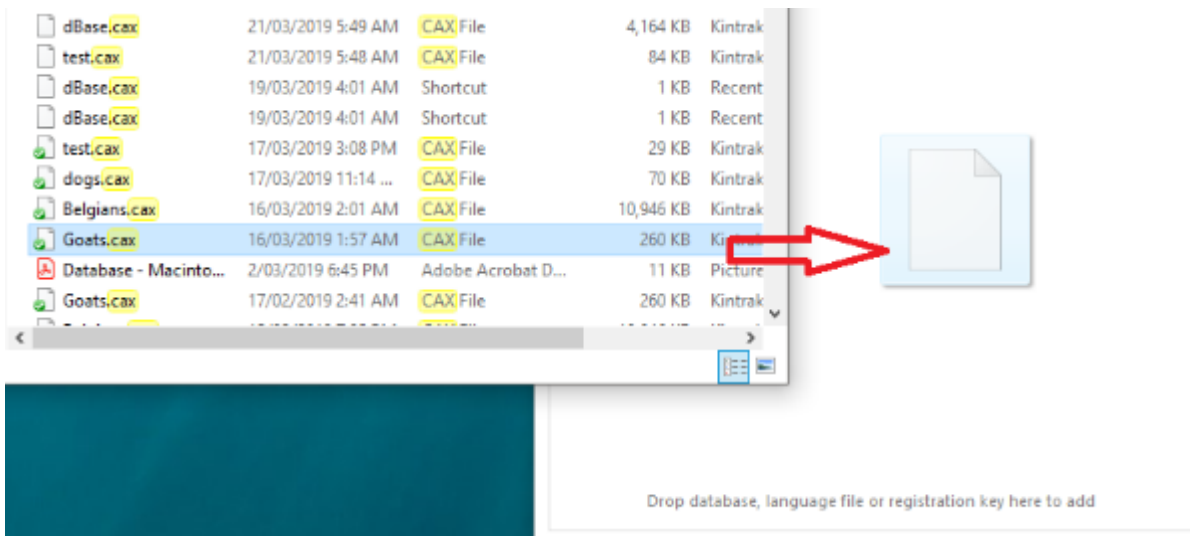 dBase.cax 21/03/2019 5:49 AM CAX File 4,164 KB Kintrak
test.cax 21/03/2019 5:48 AM CAX File 84 KB Kintrak
dBase.cax 19/03/2019 4:01 AM Shortcut 1 KB Recent
dBase.cax 19/03/2019 4:01 AM Shortcut 1 KB Recent
test.cax 17/03/2019 3:08 PM CAX File 29 KB Kintrak
dogs.cax 17/03/2019 11:14 ... CAX File 70 KB Kintrak
Belgians.cax 16/03/2019 2:01 AM CAX File 10,946 KB Kintrak
Goats.cax 16/03/2019 1:57 AM CAX File 260 KB
Database - Macinto... 2/03/2019 6:45 PM Adobe Acrobat D... 11 KB Picture
Goats.cax 17/02/2019 2:41 AM CAX File 260 KB Kintrak
Drop database, language file or registration key here to add